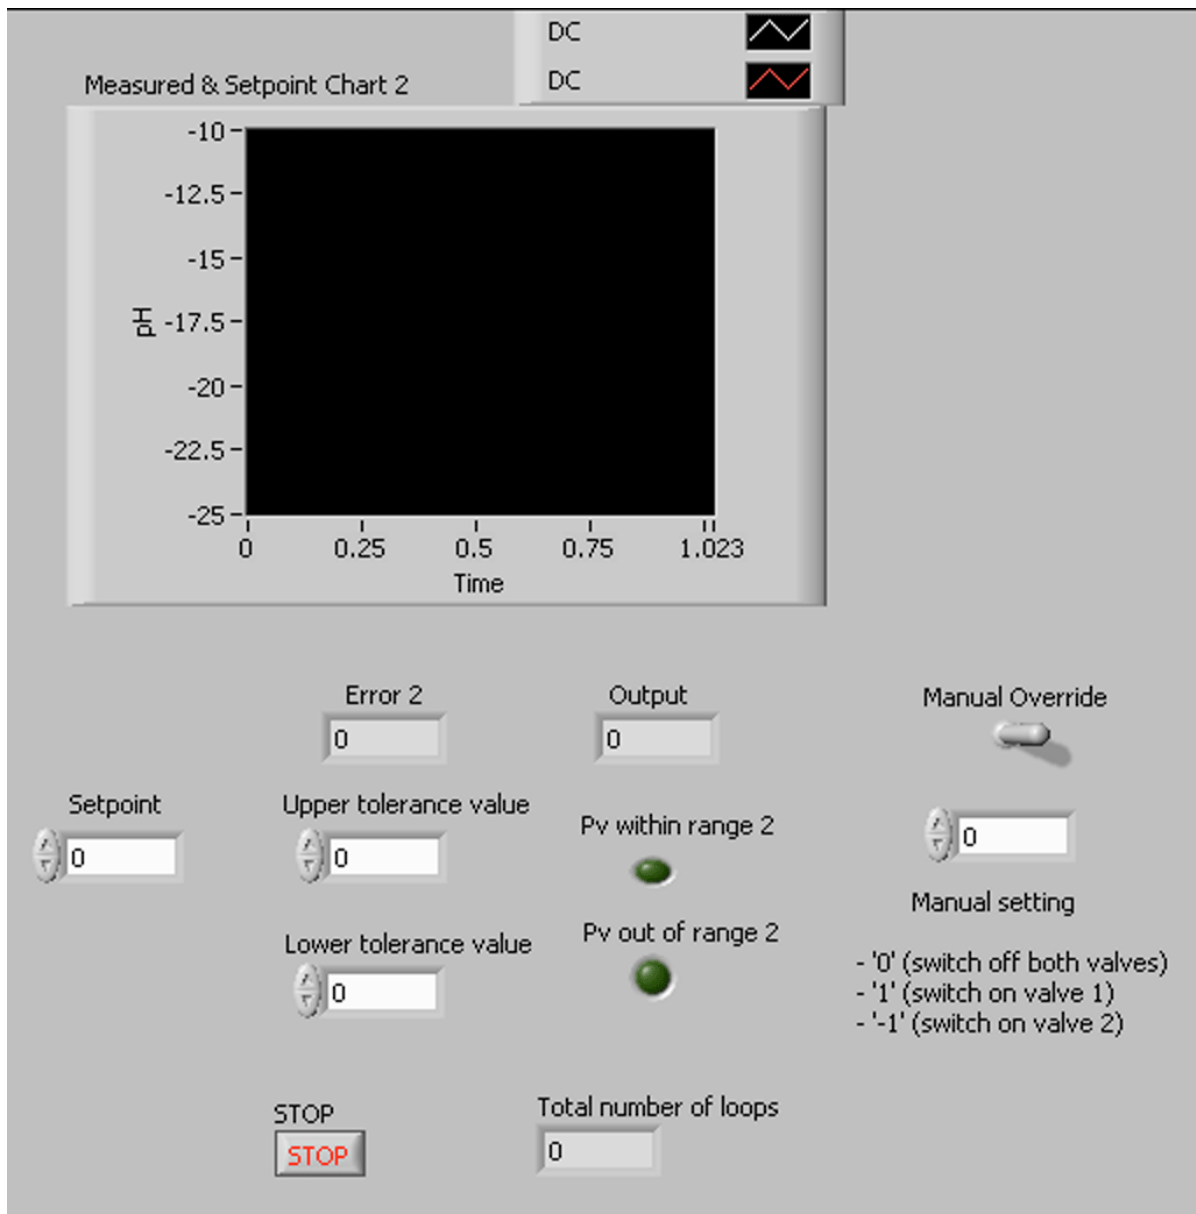 DC
DC
Measured & Setpoint Chart 2
-10
-12.5
-15
-17.5
-20
-22.5
-25
pH
0 0.25 0.5 0.75 1.023
Time
Error 2
0
Output
0
Manual Override
Setpoint
0
Upper tolerance value
0
Pv within range 2
0
Manual setting
Lower tolerance value
0
Pv out of range 2
- '0' (switch off both valves)
- '1' (switch on valve 1)
- '-1' (switch on valve 2)
STOP
STOP
Total number of loops
0